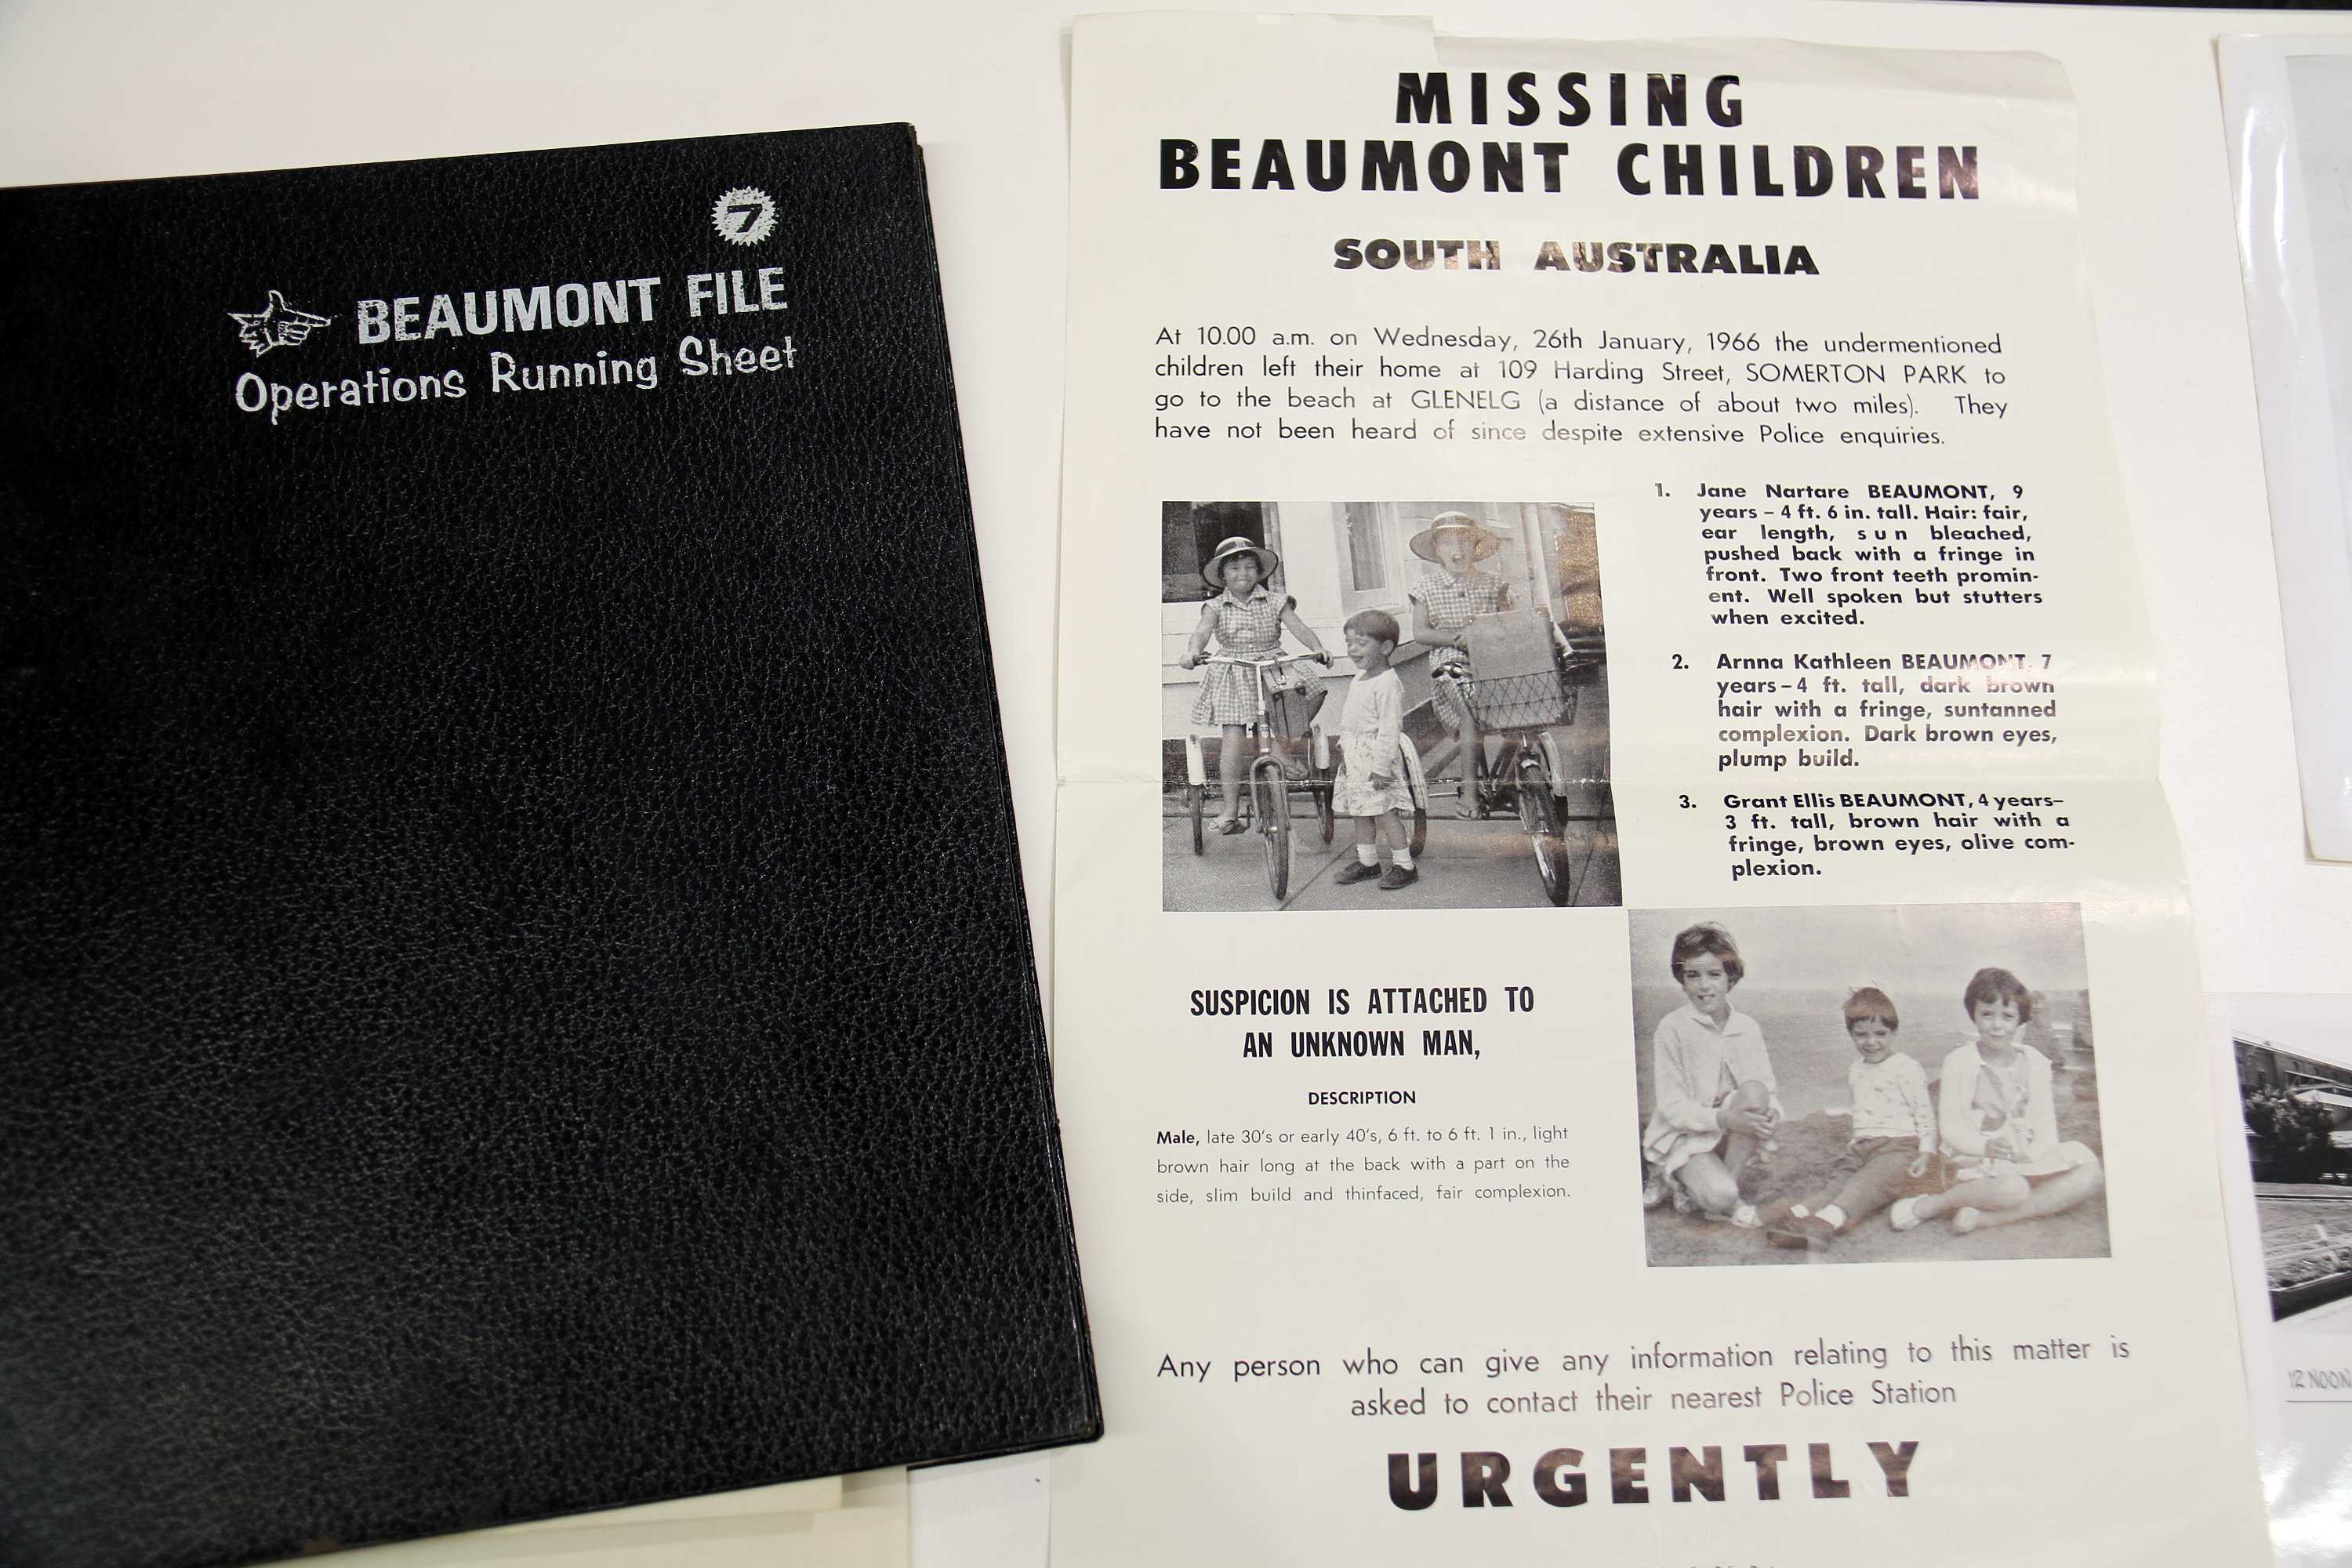 7
BEAUMONT FILE
Operations Running Sheet
MISSING
BEAUMONT CHILDREN
SOUTH AUSTRALIA
At 10.00 a.m. on Wednesday, 26th January, 1966 the undermentioned
children left their home at 109 Harding Street, SOMERTON PARK to
go to the beach at GLENELG (a distance of about two miles). They
have not been heard of since despite extensive Police enquiries.
1. Jane Nartare BEAUMONT, 9
years – 4 ft. 6 in. tall. Hair: fair,
ear length, sun bleached,
pushed back with a fringe in
front. Two front teeth promin-
ent. Well spoken but stutters
when excited.
2. Arnna Kathleen BEAUMONT, 7
years – 4 ft. tall, dark brown
hair with a fringe, suntanned
complexion. Dark brown eyes,
plump build.
3. Grant Ellis BEAUMONT, 4 years–
3 ft. tall, brown hair with a
fringe, brown eyes, olive com-
plexion.
SUSPICION IS ATTACHED TO
AN UNKNOWN MAN,
DESCRIPTION
Male, late 30's or early 40's, 6 ft. to 6 ft. 1 in., light
brown hair long at the back with a part on the
side, slim build and thinfaced, fair complexion.
Any person who can give any information relating to this matter is
asked to contact their nearest Police Station
URGENTLY
12 NOON